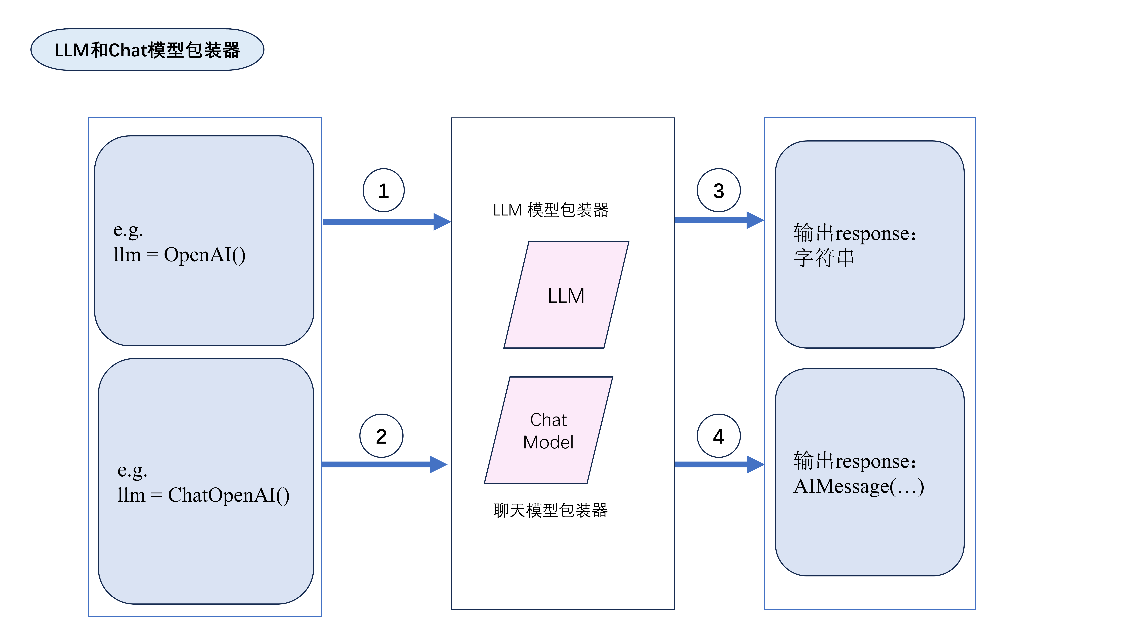 LLM和Chat模型包装器
e.g.
llm = OpenAI()
1
LLM 模型包装器
LLM
3
输出response：
字符串
e.g.
llm = ChatOpenAI()
2
Chat
Model
聊天模型包装器
4
输出response：
AIMessage(…)